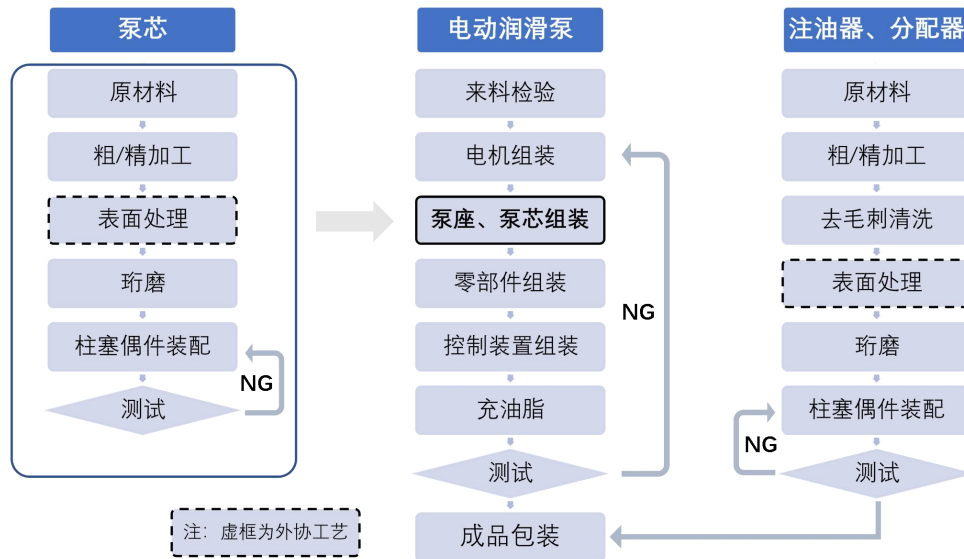 泵芯
原材料
粗/精加工
表面处理
珩磨
柱塞偶件装配
NG
测试
电动润滑泵
来料检验
电机组装
泵座、泵芯组装
零部件组装
控制装置组装
充油脂
测试
NG
成品包装
注油器、分配器
原材料
粗/精加工
去毛刺清洗
表面处理
珩磨
柱塞偶件装配
NG
测试
注：虚框为外协工艺